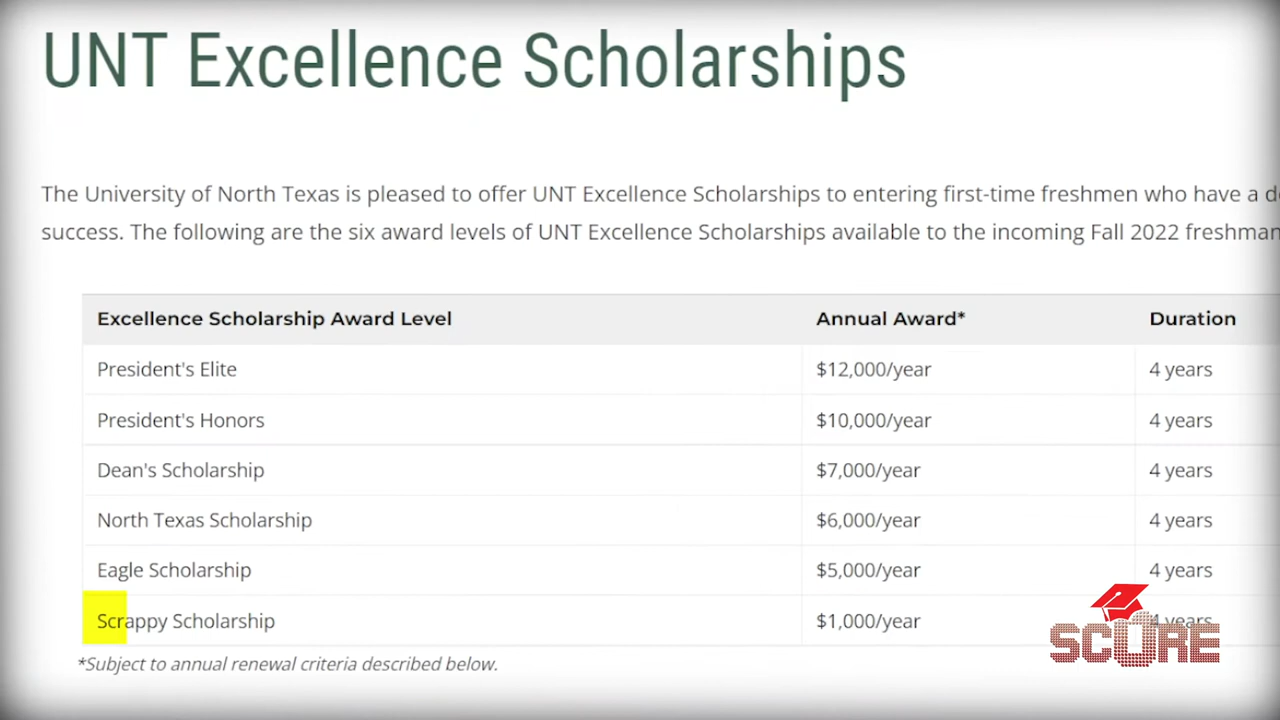 UNT Excellence Scholarships
The University of North Texas is pleased to offer UNT Excellence Scholarships to entering first-time freshmen who have a
success. The following are the six award levels of UNT Excellence Scholarships available to the incoming Fall 2022 freshman
Excellence Scholarship Award Level Annual Award* Duration
President's Elite $12,000/year 4 years
President's Honors $10,000/year 4 years
Dean's Scholarship $7,000/year 4 years
North Texas Scholarship $6,000/year 4 years
Eagle Scholarship $5,000/year 4 years
Scrappy Scholarship $1,000/year 4 years
SCORE
*Subject to annual renewal criteria described below.